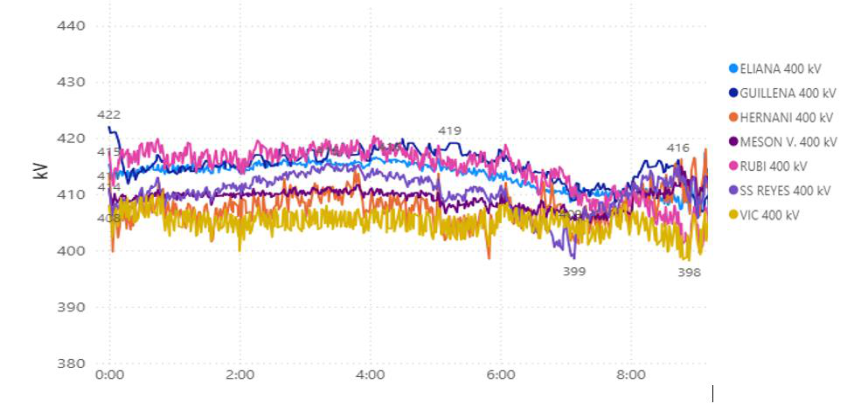 440
430
420
410
400
390
380
kV
0:00
2:00
4:00
6:00
8:00
422
408
419
399
416
398
ELIANA 400 kV
GUILLENA 400 kV
HERNANI 400 kV
MESON V. 400 kV
RUBI 400 kV
SS REYES 400 kV
VIC 400 kV